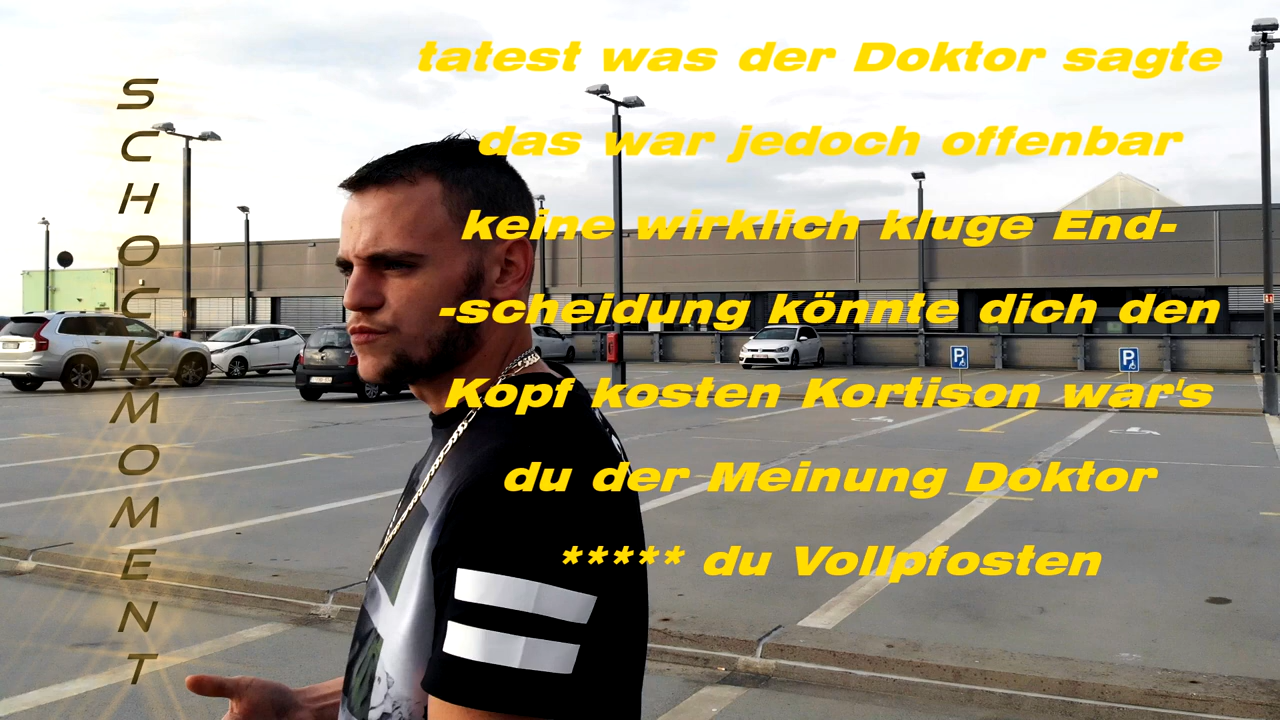 SCHOCKMOMENT
tatest was der Doktor sagte
das war jedoch offenbar
keine wirklich kluge End-
-scheidung könnte dich den
Kopf kosten Kortison war's
du der Meinung Doktor
***** du Vollpfosten
P
P